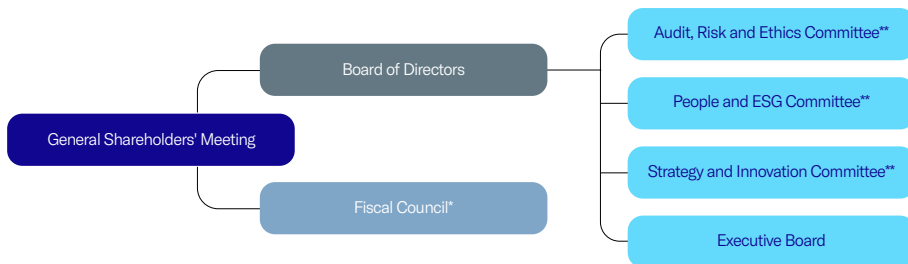 General Shareholders' Meeting
Board of Directors
Fiscal Council*
Audit, Risk and Ethics Committee**
People and ESG Committee**
Strategy and Innovation Committee**
Executive Board